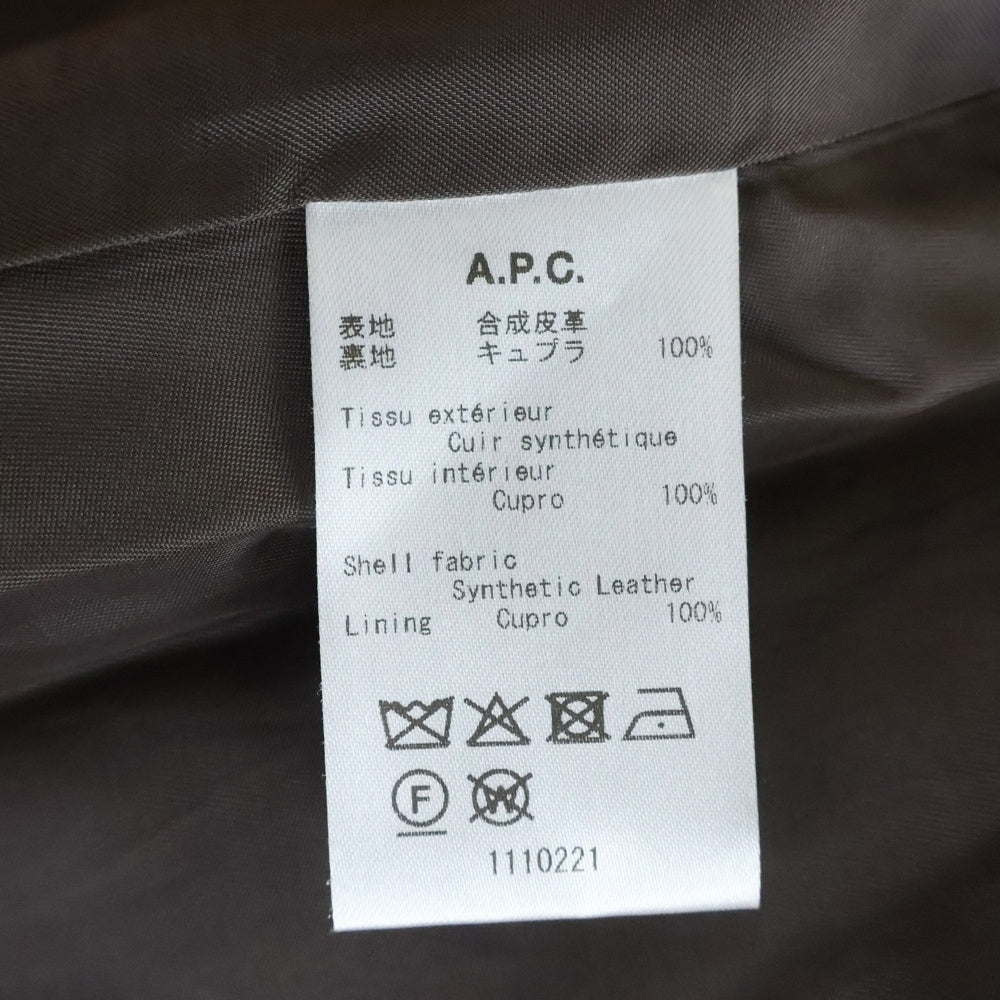 A.P.C.
表地 合成皮革
裏地 キュプラ 100%
Tissu extérieur
Cuir synthétique
Tissu intérieur
Cupro 100%
Shell fabric
Synthetic Leather
Lining Cupro 100%
F W
1110221